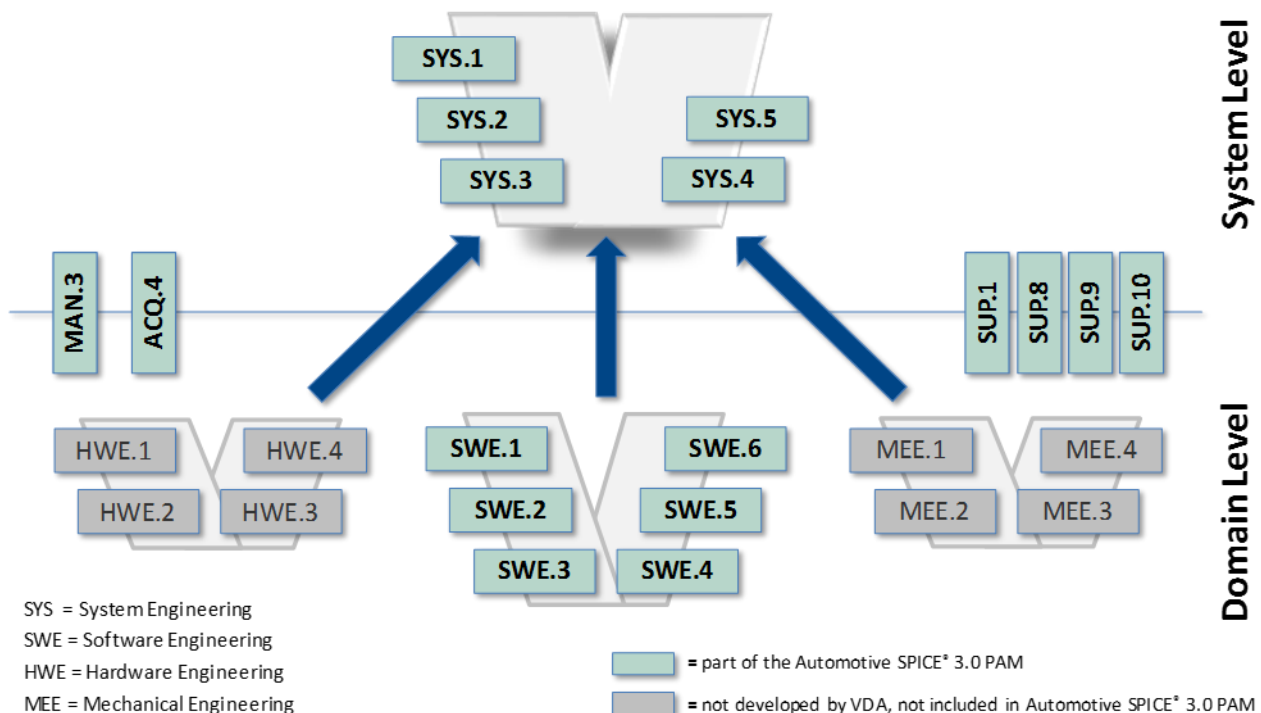 SYS.1
SYS.2
SYS.3
SYS.5
SYS.4
System Level
MAN.3
ACQ.4
SUP.1
SUP.8
SUP.9
SUP.10
HWE.1
HWE.4
HWE.2
HWE.3
SWE.1
SWE.6
SWE.2
SWE.5
SWE.3
SWE.4
MEE.1
MEE.4
MEE.2
MEE.3
Domain Level
SYS = System Engineering
SWE = Software Engineering
HWE = Hardware Engineering
MEE = Mechanical Engineering
= part of the Automotive SPICE® 3.0 PAM
= not developed by VDA, not included in Automotive SPICE® 3.0 PAM